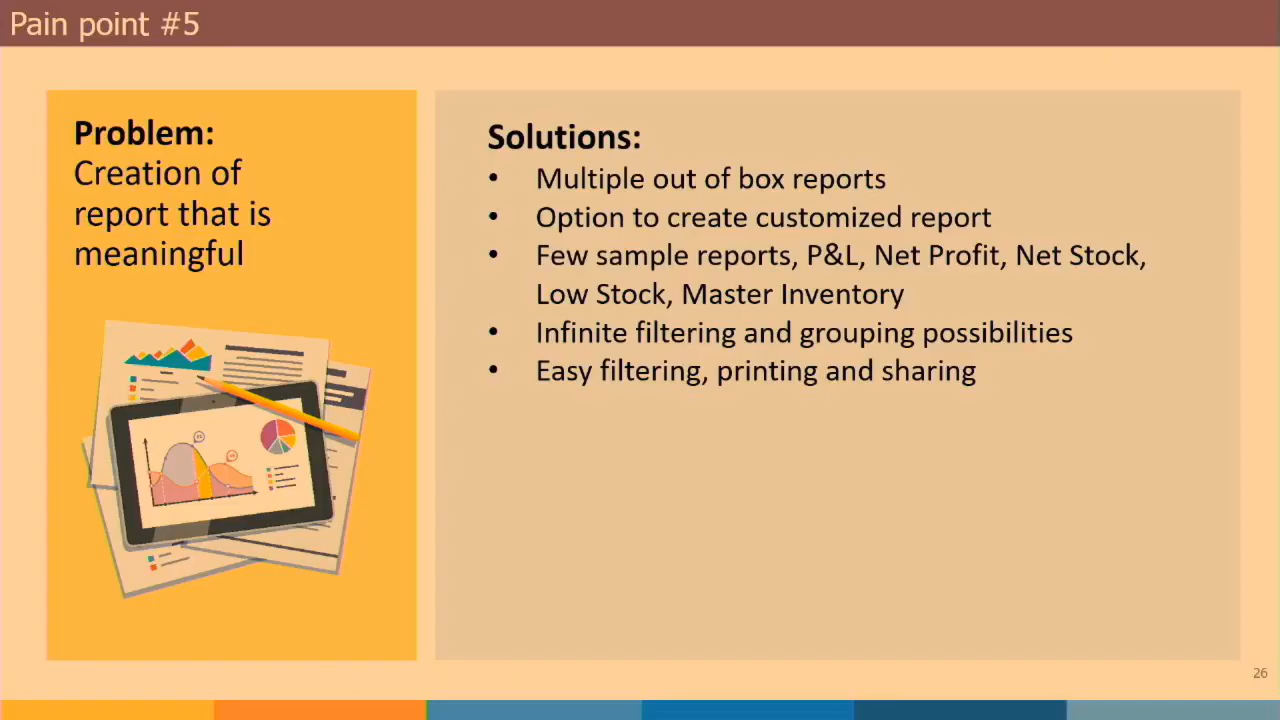 Pain point #5
Problem:
Creation of
report that is
meaningful
Solutions:
• Multiple out of box reports
• Option to create customized report
• Few sample reports, P&L, Net Profit, Net Stock,
Low Stock, Master Inventory
• Infinite filtering and grouping possibilities
• Easy filtering, printing and sharing
26